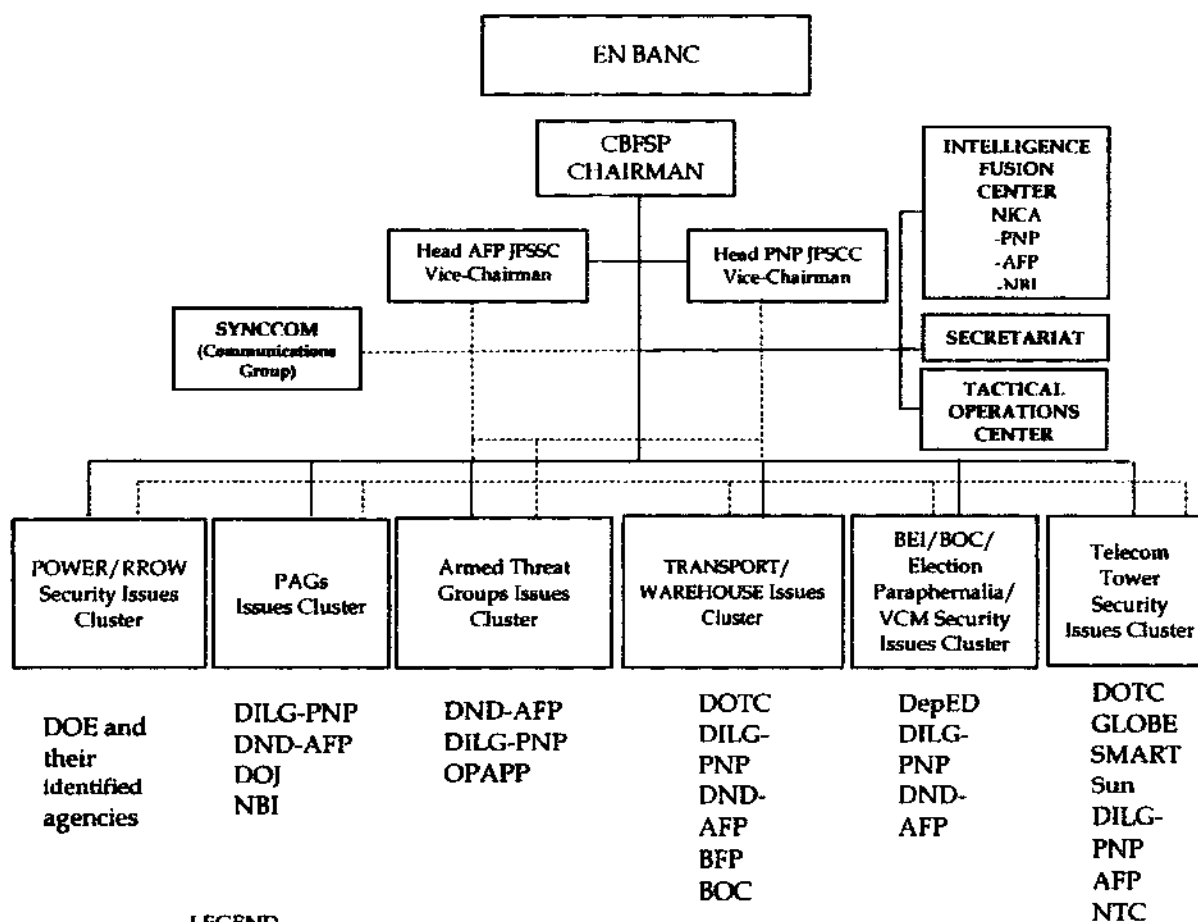 EN BANC
CBFSP
CHAIRMAN
INTELLIGENCE
FUSION
CENTER
NICA
-PNP
-AFP
-NBI
Head AFP JPSSC
Vice-Chairman
Head PNP JPSCC
Vice-Chairman
SYNCCOM
(Communications
Group)
SECRETARIAT
TACTICAL
OPERATIONS
CENTER
POWER/RROW
Security Issues
Cluster
PAGs
Issues Cluster
Armed Threat
Groups Issues
Cluster
TRANSPORT/
WAREHOUSE Issues
Cluster
BEI/BOC/
Election
Paraphernalia/
VCM Security
Issues Cluster
Telecom
Tower
Security
Issues Cluster
DOE and
their
identified
agencies
DILG-PNP
DND-AFP
DOJ
NBI
DND-AFP
DILG-PNP
OPAPP
DOTC
DILG-
PNP
DND-
AFP
BFP
BOC
DepED
DILG-
PNP
DND-
AFP
DOTC
GLOBE
SMART
Sun
DILG-
PNP
AFP
NTC
LEGEND